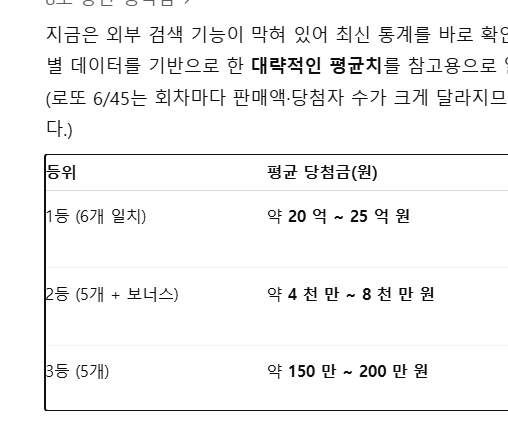 지금은 외부 검색 기능이 막혀 있어 최신 통계를 바로 확인
별 데이터를 기반으로 한 대략적인 평균치를 참고용으로
(로또 6/45는 회차마다 판매액·당첨자 수가 크게 달라지므
다.)
등위 평균 당첨금(원)
1등 (6개 일치) 약 20 억 ~ 25 억 원
2등 (5개 + 보너스) 약 4 천 만 ~ 8 천 만 원
3등 (5개) 약 150 만 ~ 200 만 원